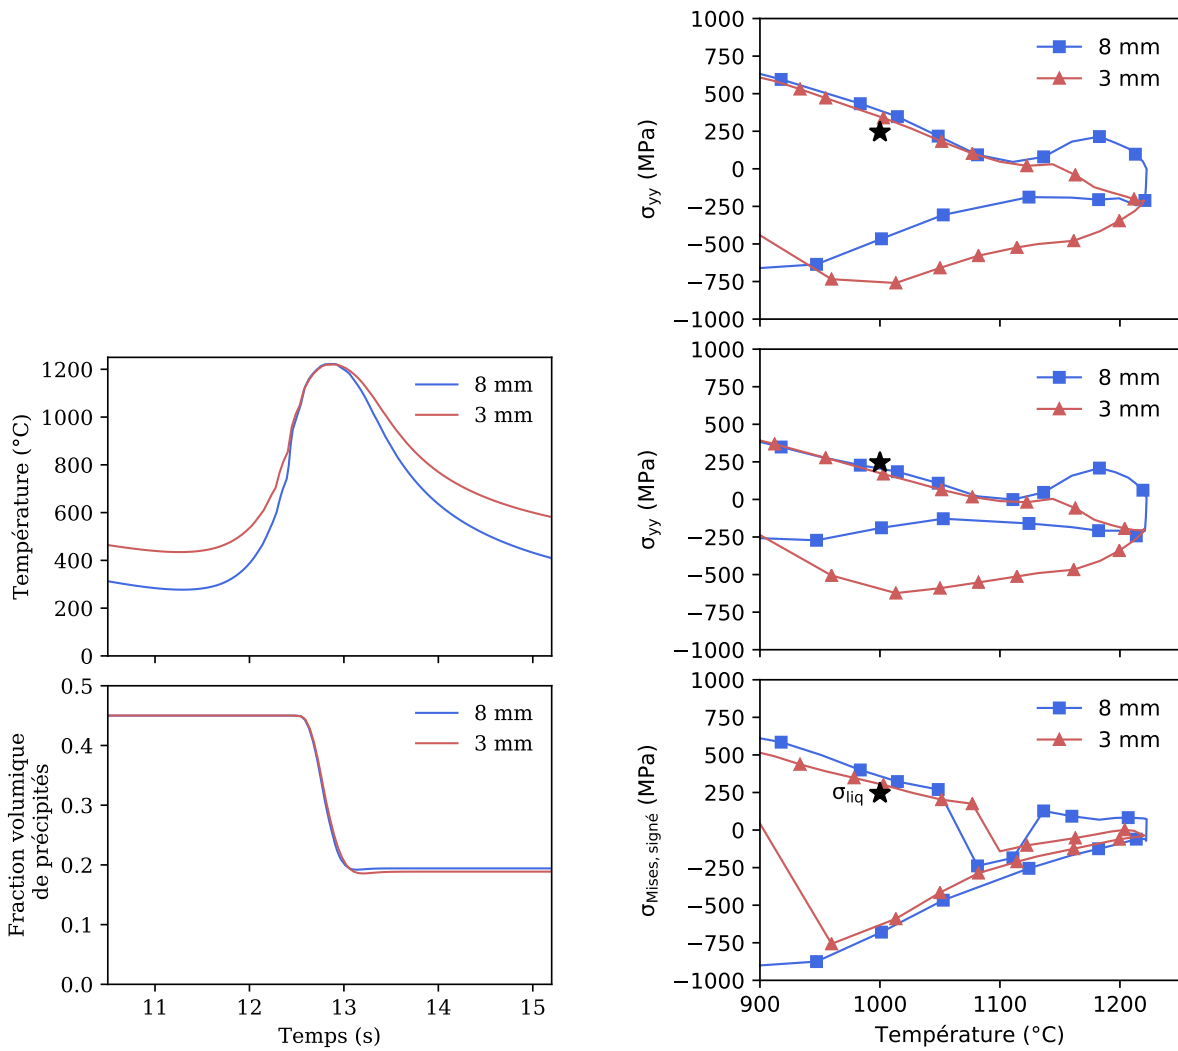 1200
1000
800
600
400
200
0
Température (°C)
8 mm
3 mm
0.5
0.4
0.3
0.2
0.1
0.0
Fraction volumique
de précipités
8 mm
3 mm
11
12
13
14
15
Temps (s)
1000
750
500
250
0
−250
−500
−750
−1000
σyy (MPa)
8 mm
3 mm
1000
750
500
250
0
−250
−500
−750
−1000
σyy (MPa)
8 mm
3 mm
1000
750
500
250
0
−250
−500
−750
−1000
σMises, signé (MPa)
8 mm
3 mm
σliq
900
1000
1100
1200
Température (°C)